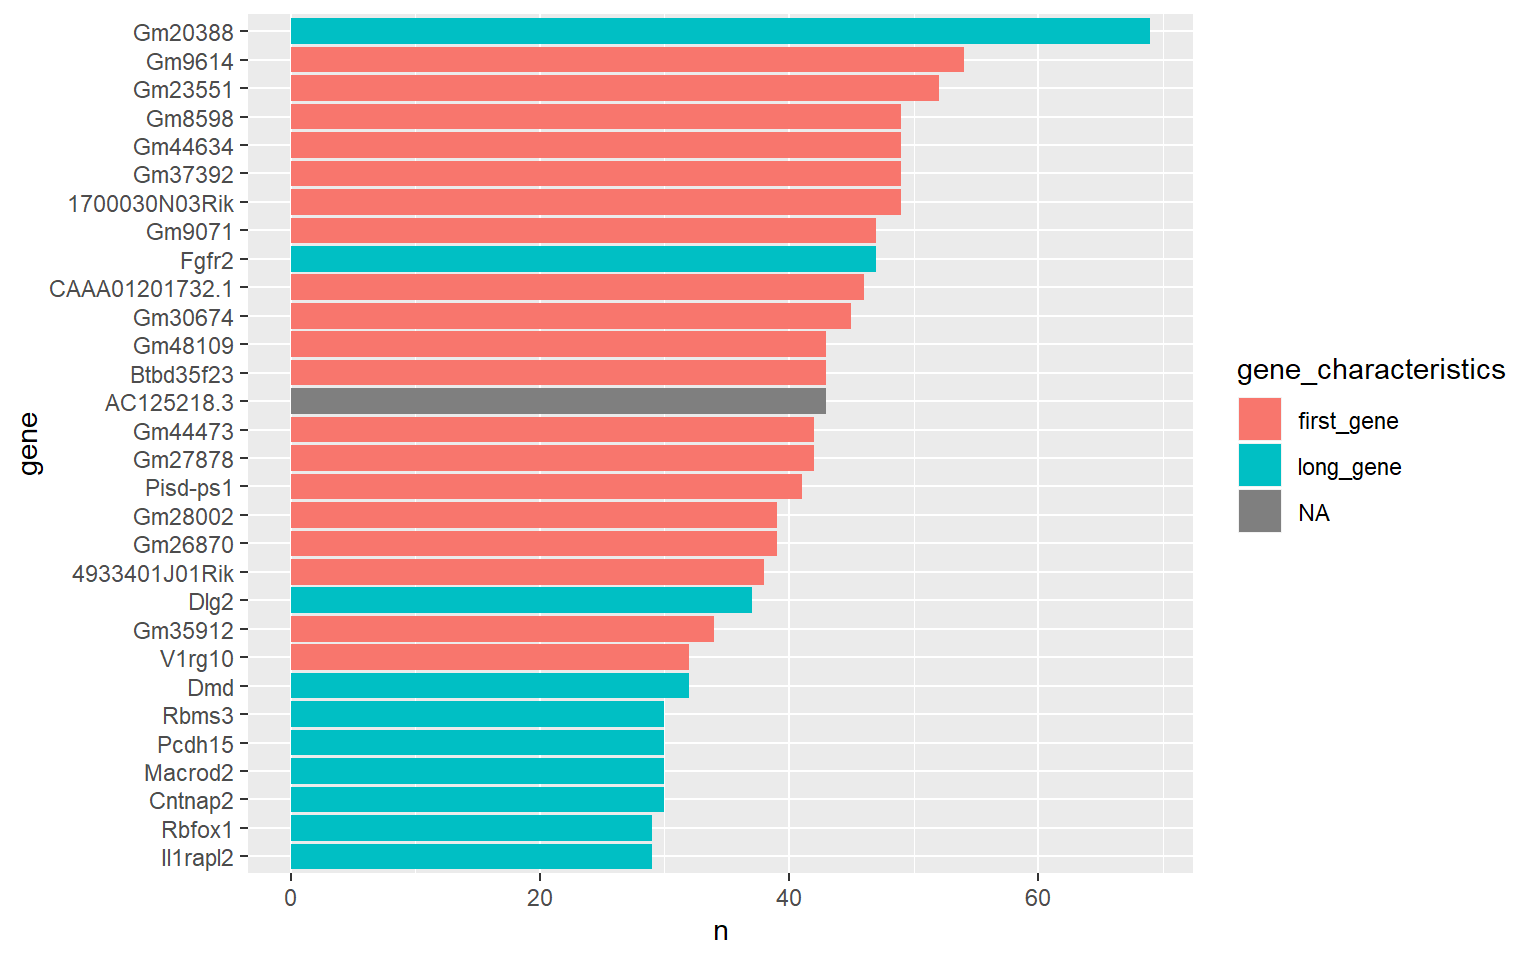 Gm20388
Gm9614
Gm23551
Gm8598
Gm44634
Gm37392
1700030N03Rik
Gm9071
Fgfr2
CAAA01201732.1
Gm30674
Gm48109
Btbd35f23
AC125218.3
Gm44473
Gm27878
Pisd-ps1
Gm28002
Gm26870
4933401J01Rik
Dlg2
Gm35912
V1rg10
Dmd
Rbms3
Pcdh15
Macrod2
Cntnap2
Rbfox1
Il1rapl2
gene
0 20 40 60
n
gene_characteristics
first_gene
long_gene
NA